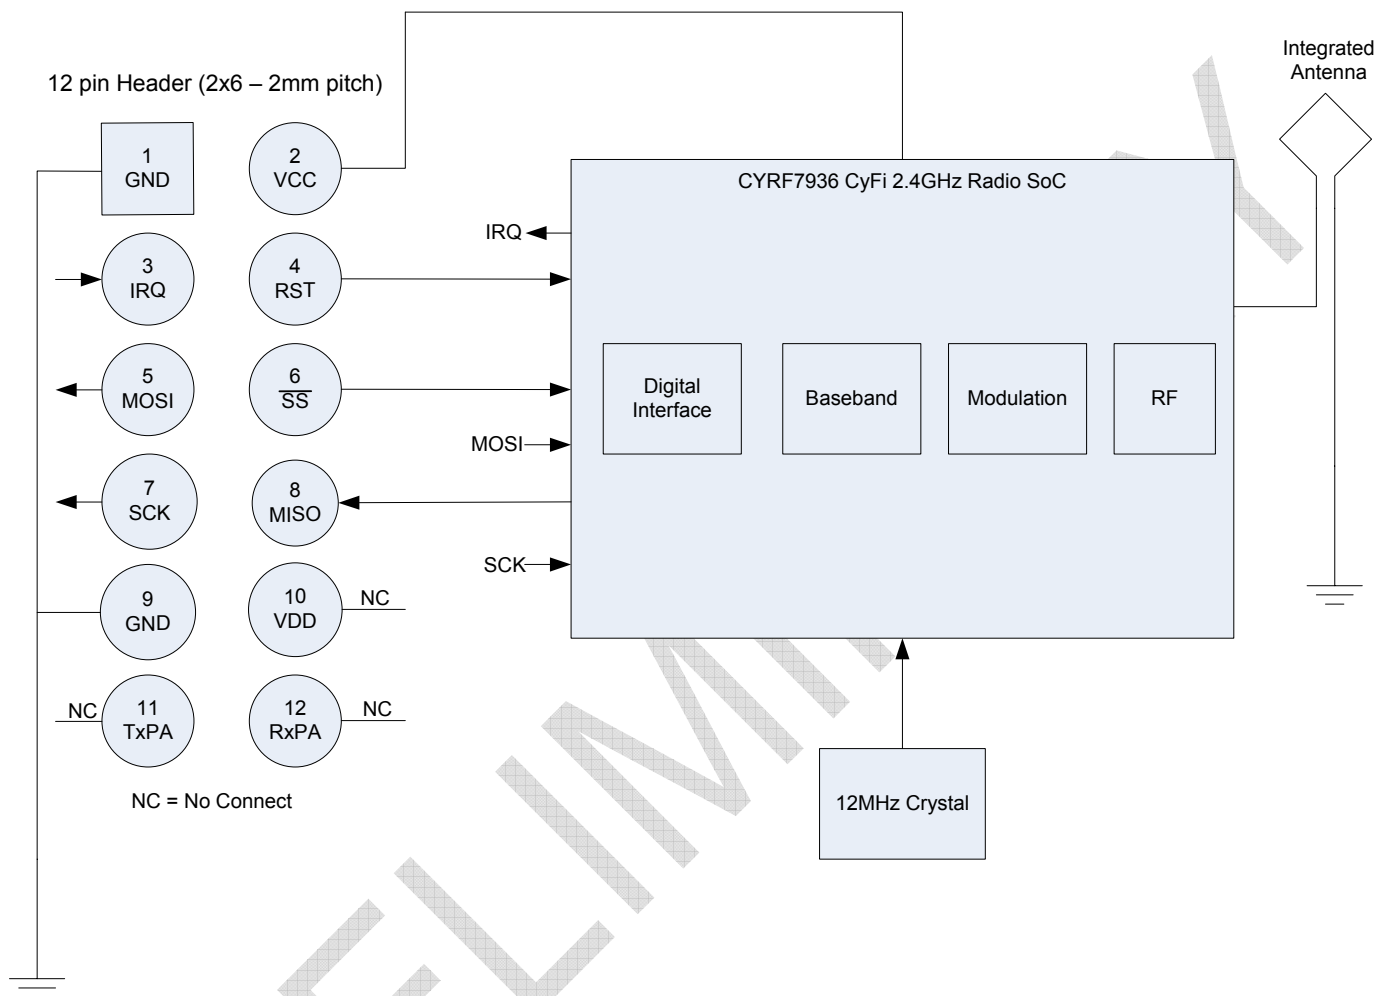 Integrated
Antenna
12 pin Header (2x6 – 2mm pitch)
1
GND
2
VCC
CYRF7936 CyFi 2.4GHz Radio SoC
IRQ
3
IRQ
4
RST
5
MOSI
6
SS
Digital
Interface
Baseband
Modulation
RF
MOSI
7
SCK
8
MISO
SCK
9
GND
10
VDD
NC
NC
11
TxPA
12
RxPA
NC
NC = No Connect
12MHz Crystal